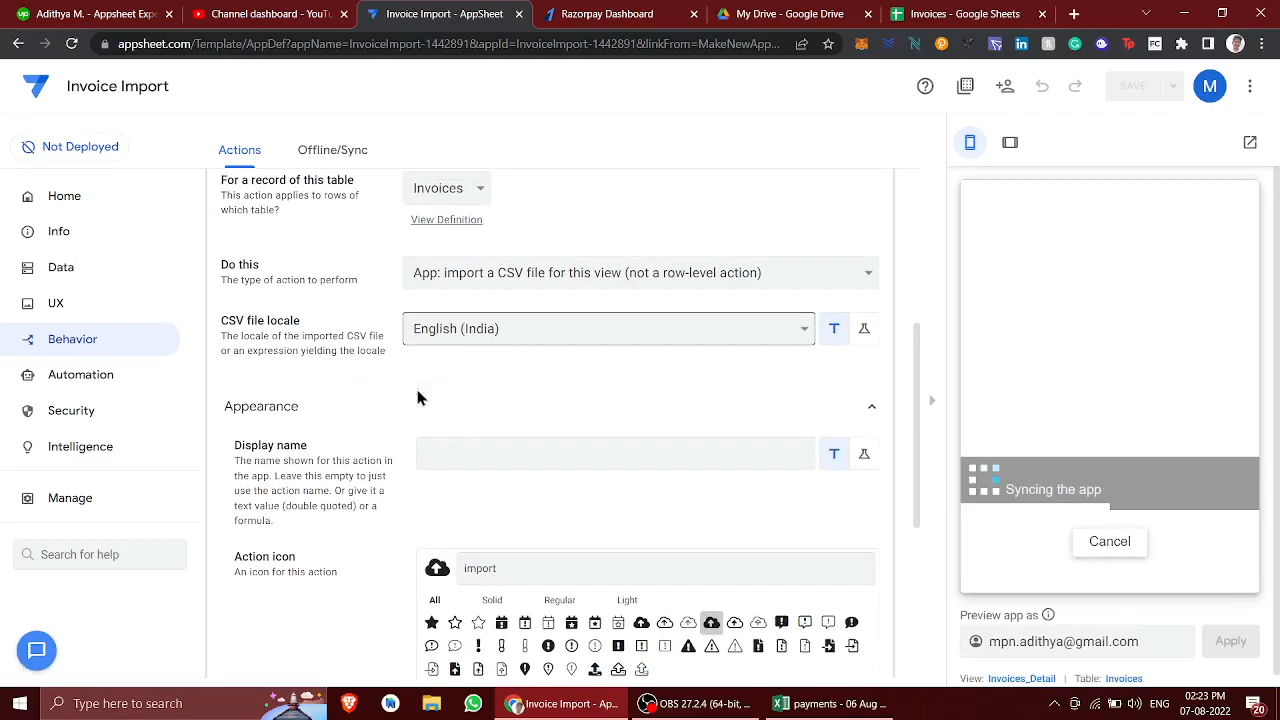 Adithya M. - Appsheet Expe
Channel dashboard - YouTu
Invoice Import - AppSheet
Razorpay Dashboard
My Drive - Google Drive
Invoices - Google Sheets
appsheet.com/Template/AppDef?appName=InvoiceImport-1442891&appId=InvoiceImport-1442891&linkFrom=MakeNewApp...
Invoice Import
SAVE
M
Not Deployed
Actions
Offline/Sync
Home
Info
Data
UX
Behavior
Automation
Security
Intelligence
Manage
Search for help
For a record of this table
This action applies to rows of
which table?
Invoices
View Definition
Do this
The type of action to perform
App: import a CSV file for this view (not a row-level action)
CSV file locale
The locale of the imported CSV file
or an expression yielding the locale
English (India)
Appearance
Display name
The name shown for this action in
the app. Leave this empty to just
use the action name. Or give it a
text value (double quoted) or a
formula.
Action icon
An icon for this action
import
All
Solid
Regular
Light
Syncing the app
Cancel
Preview app as
mpn.adithya@gmail.com
Apply
View: Invoices_Detail | Table: Invoices
Type here to search
Invoice Import - Ap...
OBS 27.2.4 (64-bit, ...
payments - 06 Aug ...
ENG
02:23 PM
07-08-2022
20